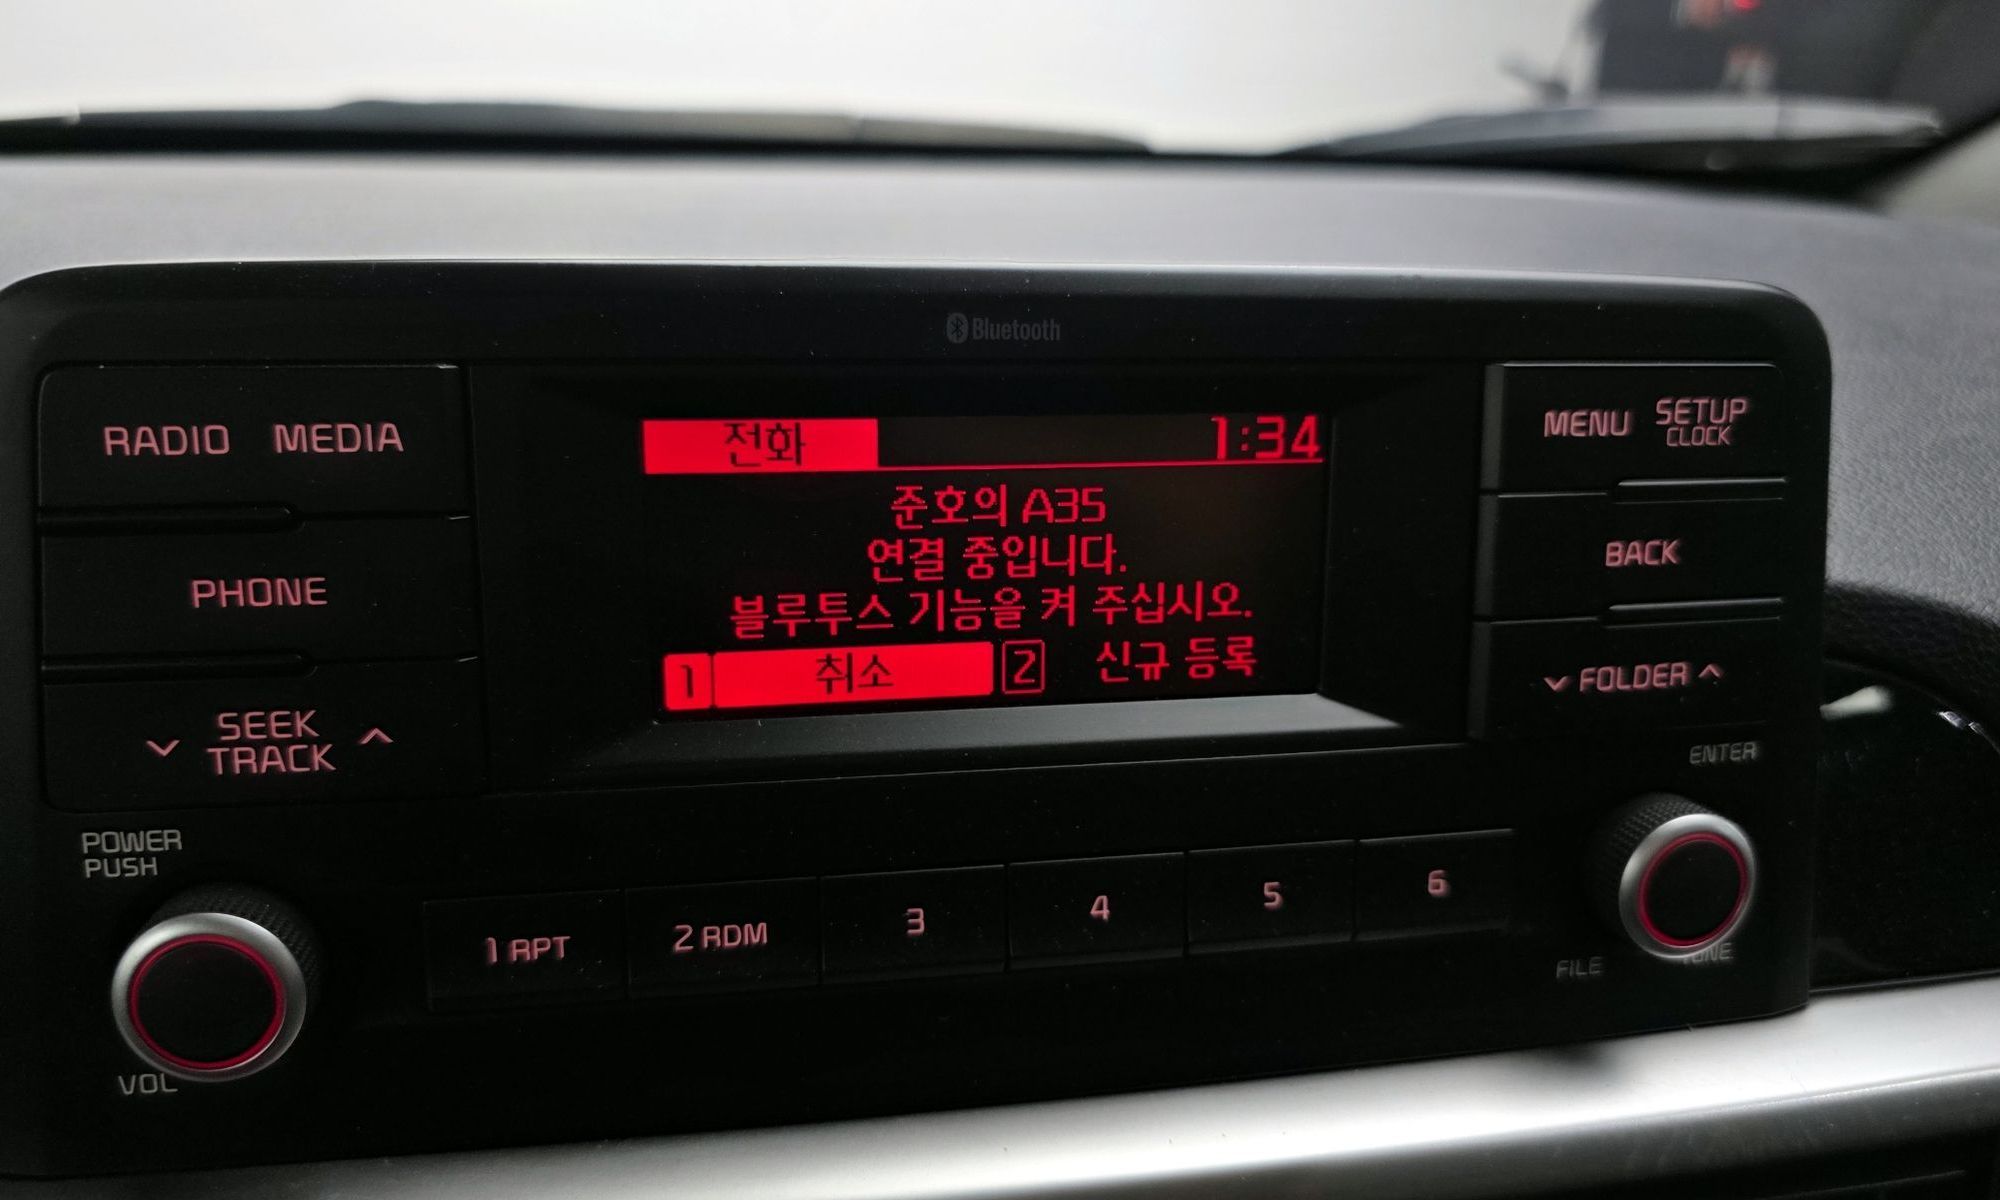 Bluetooth
RADIO MEDIA
PHONE
SEEK
TRACK
POWER
PUSH
VOL
전화 1:34
준호의 A35
연결 중입니다.
블루투스 기능을 켜 주십시오.
1 취소 2 신규 등록
MENU SETUP
CLOCK
BACK
FOLDER
ENTER
FILE TUNE
1 RPT 2 RDM 3 4 5 6